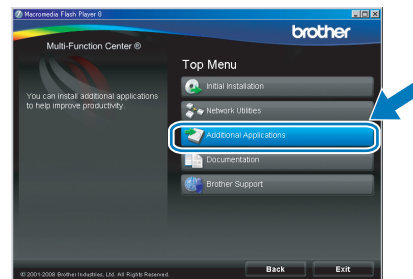 Macromedia Flash Player 8
brother
Multi-Function Center ®
Top Menu
Initial Installation
You can install additional applications
to help improve productivity.
Network Utilities
Additional Applications
Documentation
Brother Support
© 2001-2008 Brother Industries, Ltd. All Rights Reserved.
Back
Exit